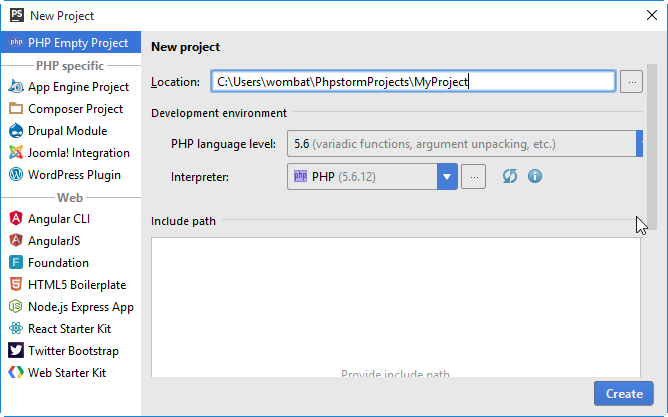 PS New Project
php PHP Empty Project
PHP specific
App Engine Project
Composer Project
Drupal Module
Joomla! Integration
WordPress Plugin
Web
Angular CLI
AngularJS
Foundation
HTML5 Boilerplate
Node.js Express App
React Starter Kit
Twitter Bootstrap
Web Starter Kit
New project
Location: C:\Users\wombat\PhpstormProjects\MyProject ...
Development environment
PHP language level: 5.6 (variadic functions, argument unpacking, etc.)
Interpreter: php PHP (5.6.12) ...
Include path
Provide include path
Create